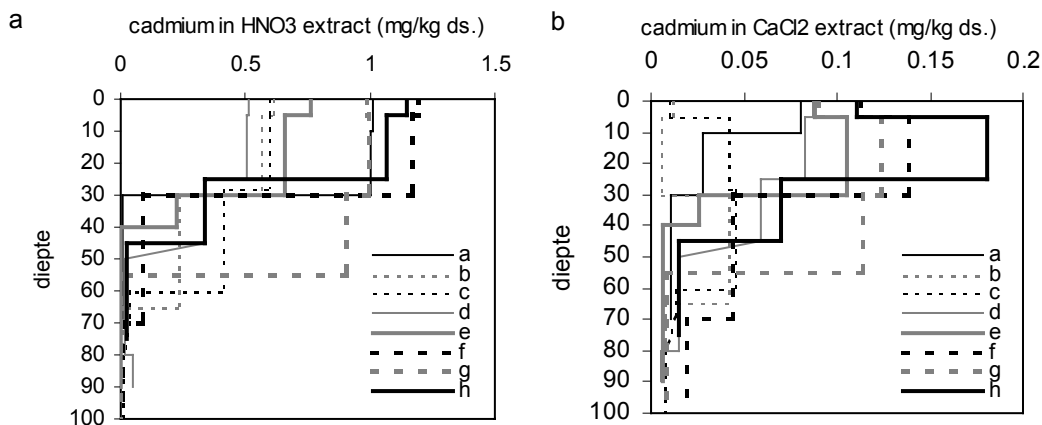 a
cadmium in HNO3 extract (mg/kg ds.)
0 0.5 1 1.5
0
10
20
30
40
50
60
70
80
90
100
diepte
a
b
c
d
e
f
g
h
b
cadmium in CaCl2 extract (mg/kg ds.)
0 0.05 0.1 0.15 0.2
0
10
20
30
40
50
60
70
80
90
100
diepte
a
b
c
d
e
f
g
h